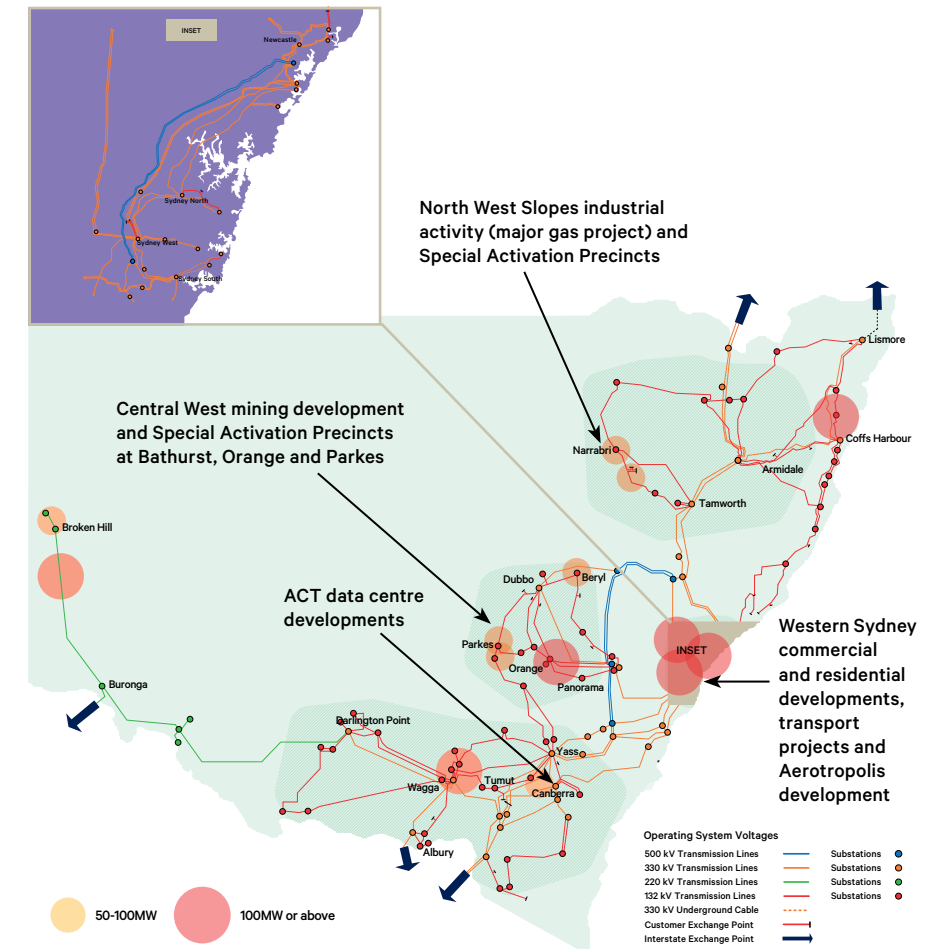 INSET
Newcastle
Sydney North
Sydney West
Sydney South
North West Slopes industrial
activity (major gas project) and
Special Activation Precincts
Lismore
Central West mining development
and Special Activation Precincts
at Bathurst, Orange and Parkes
Coffs Harbour
Narrabri
Armidale
Tamworth
Broken Hill
Dubbo
Beryl
ACT data centre
developments
Parkes
Orange
Panorama
INSET
Western Sydney
commercial
and residential
developments,
transport
projects and
Aerotropolis
development
Buronga
Darlington Point
Yass
Wagga
Tumut
Canberra
Albury
Operating System Voltages
500 kV Transmission Lines Substations
330 kV Transmission Lines Substations
220 kV Transmission Lines Substations
132 kV Transmission Lines Substations
330 kV Underground Cable
Customer Exchange Point
Interstate Exchange Point
50-100MW
100MW or above